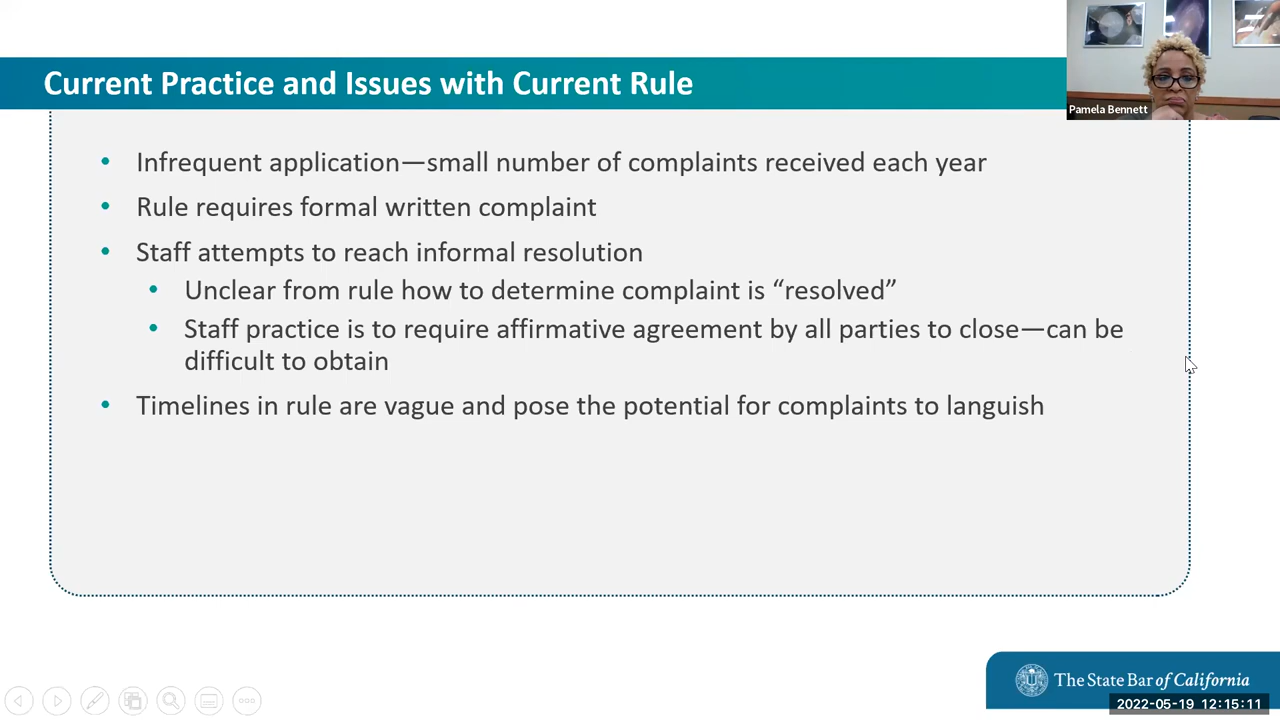 Current Practice and Issues with Current Rule
Pamela Bennett
• Infrequent application—small number of complaints received each year
• Rule requires formal written complaint
• Staff attempts to reach informal resolution
• Unclear from rule how to determine complaint is “resolved”
• Staff practice is to require affirmative agreement by all parties to close—can be
difficult to obtain
• Timelines in rule are vague and pose the potential for complaints to languish
The State Bar of California
2022-05-19 12:15:11